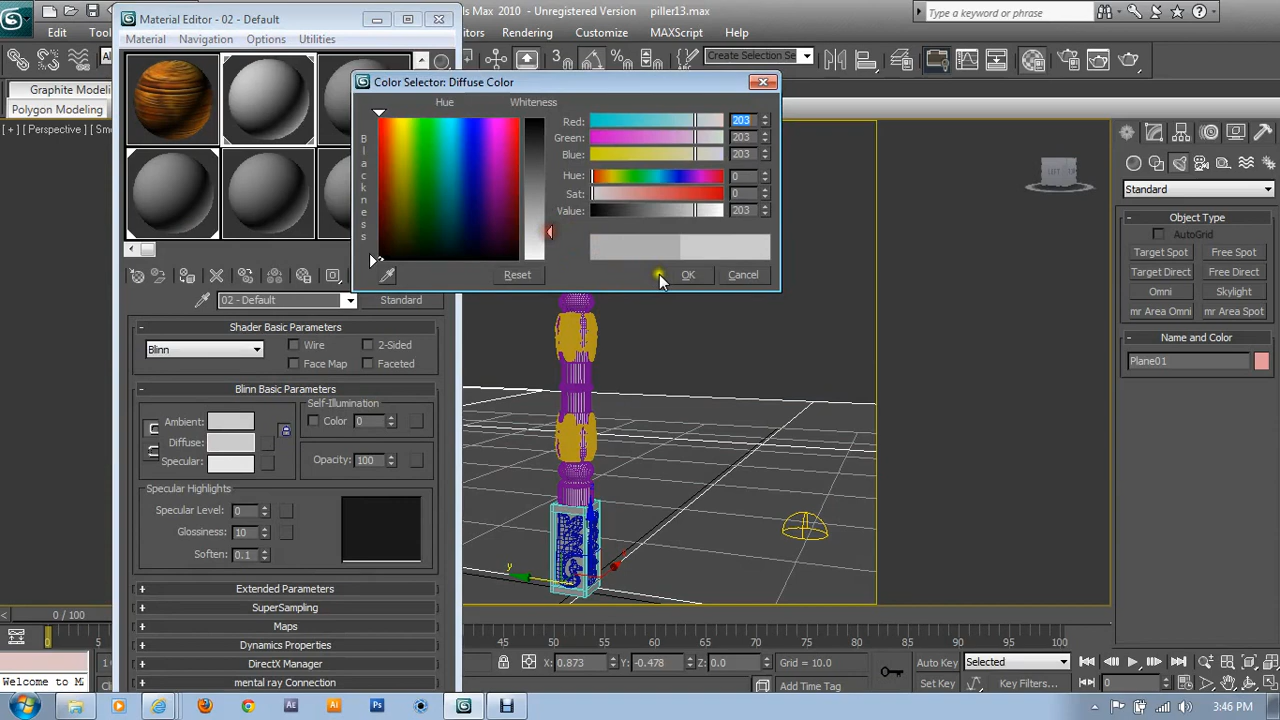 Material Editor - 02 - Default
ds Max 2010 - Unregistered Version
piller13.max
Type a keyword or phrase
Edit
Rendering
Customize
MAXScript
Help
Material
Navigation
Options
Utilities
Create Selection Se
Graphite Modeli
Polygon Modeling
[ + ] [ Perspective ] [
Color Selector: Diffuse Color
Hue
Whiteness
Blackness
Red: 203
Green: 203
Blue: 203
Hue: 0
Sat: 0
Value: 203
Reset
OK
Cancel
Standard
Object Type
AutoGrid
Target Spot
Free Spot
Target Direct
Free Direct
Omni
Skylight
mr Area Omni
mr Area Spot
Name and Color
Plane01
02 - Default
Standard
Shader Basic Parameters
Blinn
Wire
2-Sided
Face Map
Faceted
Blinn Basic Parameters
Self-Illumination
Ambient:
Color 0
Diffuse:
Specular:
Opacity: 100
Specular Highlights
Specular Level: 0
Glossiness: 10
Soften: 0.1
Extended Parameters
SuperSampling
Maps
Dynamics Properties
DirectX Manager
mental ray Connection
y
0 / 100
0
5
45 50 55 60 65 70 75 80 85 90 95 100
X: 0.873
Y: -0.478
Z: 0.0
Grid = 10.0
Add Time Tag
Auto Key
Selected
Set Key
Key Filters...
0
Welcome to M
3:46 PM